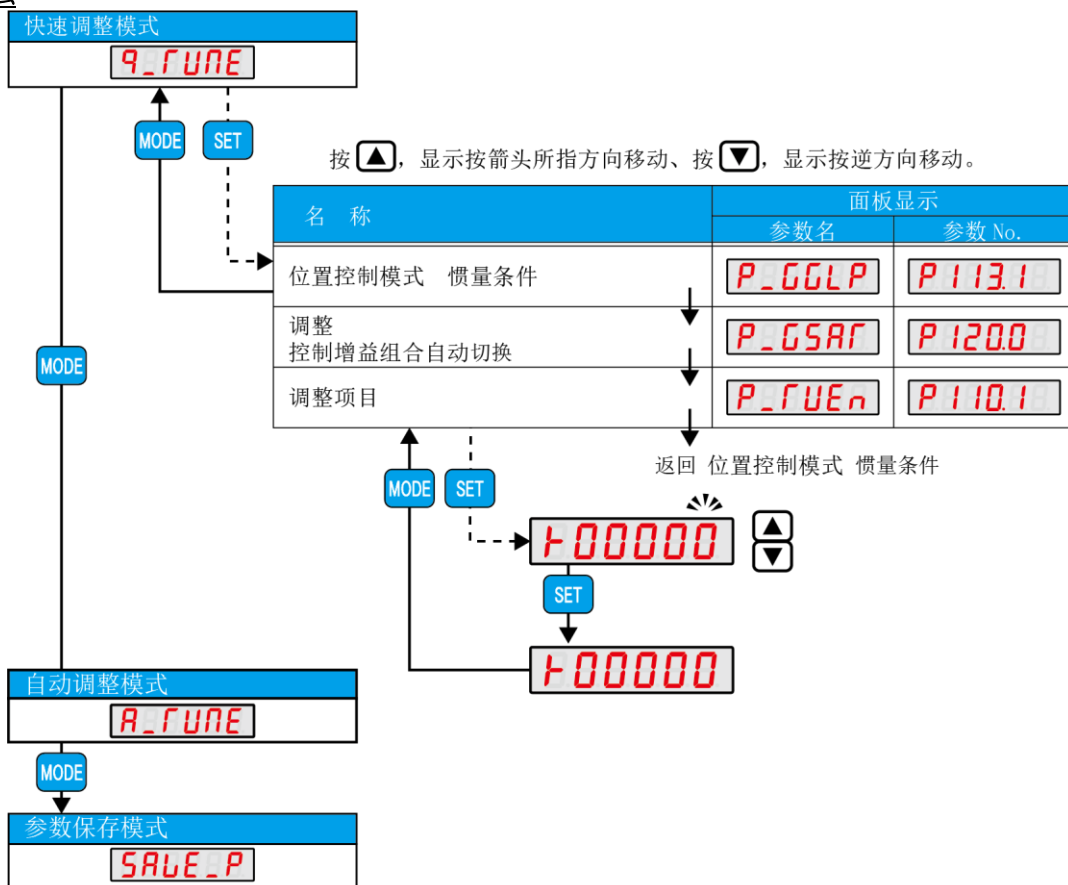 快速调整模式
q_TUNE
MODE SET
按▲，显示按箭头所指方向移动、按▼，显示按逆方向移动。
名 称 面板显示
参数名 参数 No.
位置控制模式 惯量条件 P_GGLP P113.1
调整
控制增益组合自动切换 P_GSAT P120.0
调整项目 P_TUEn P110.1
MODE
返回 位置控制模式 惯量条件
MODE SET
⊦00000 ▲
▼
SET
⊦00000
自动调整模式
A_TUNE
MODE
参数保存模式
SAVE_P